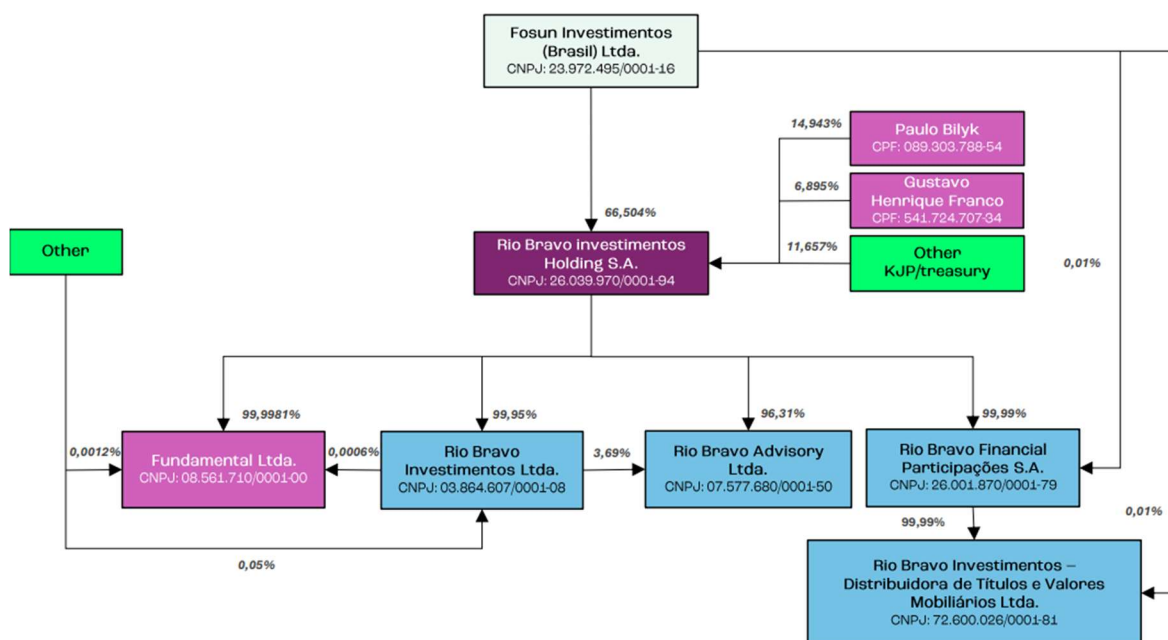 Fosun Investimentos
(Brasil) Ltda.
CNPJ: 23.972.495/0001-16
14,943%
Paulo Bilyk
CPF: 089.303.788-54
6,895%
Gustavo
Henrique Franco
CPF: 541.724.707-34
66,504%
Other
Rio Bravo investimentos
Holding S.A.
CNPJ: 26.039.970/0001-94
11,657%
Other
KJP/treasury
0,01%
99,9981%
99,95%
96,31%
99,99%
0,0012%
Fundamental Ltda.
CNPJ: 08.561.710/0001-00
0,0006%
Rio Bravo
Investimentos Ltda.
CNPJ: 03.864.607/0001-08
3,69%
Rio Bravo Advisory
Ltda.
CNPJ: 07.577.680/0001-50
Rio Bravo Financial
Participações S.A.
CNPJ: 26.001.870/0001-79
99,99%
0,01%
0,05%
Rio Bravo Investimentos –
Distribuidora de Títulos e Valores
Mobiliários Ltda.
CNPJ: 72.600.026/0001-81